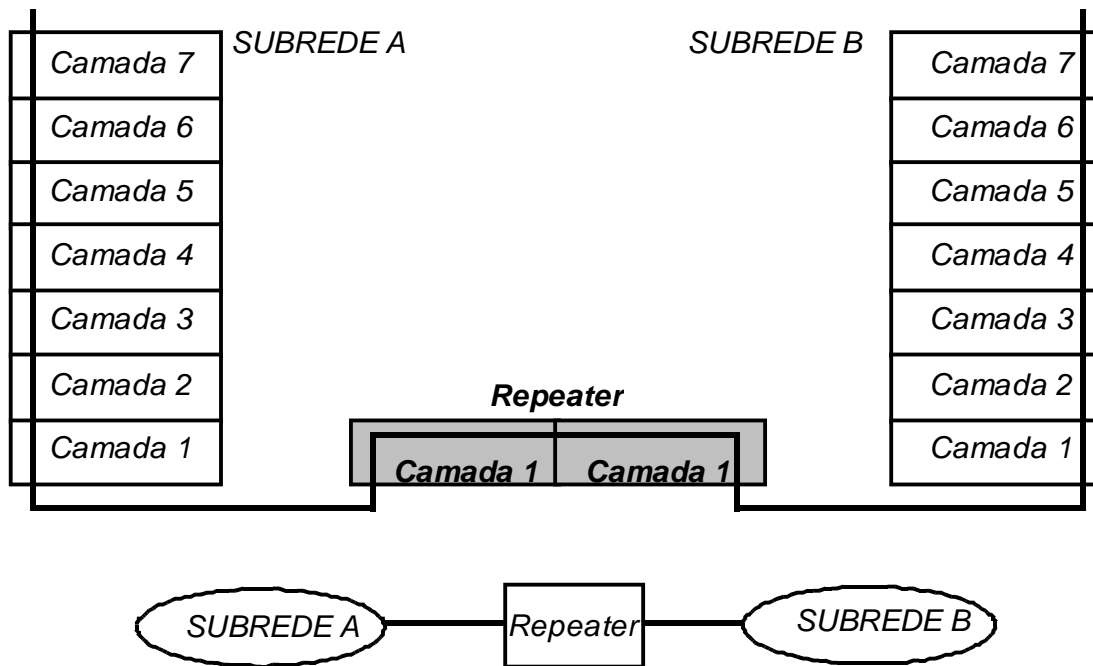 SUBREDE A
SUBREDE B
Camada 7
Camada 7
Camada 6
Camada 6
Camada 5
Camada 5
Camada 4
Camada 4
Camada 3
Camada 3
Camada 2
Camada 2
Repeater
Camada 1
Camada 1
Camada 1
Camada 1
SUBREDE A
Repeater
SUBREDE B